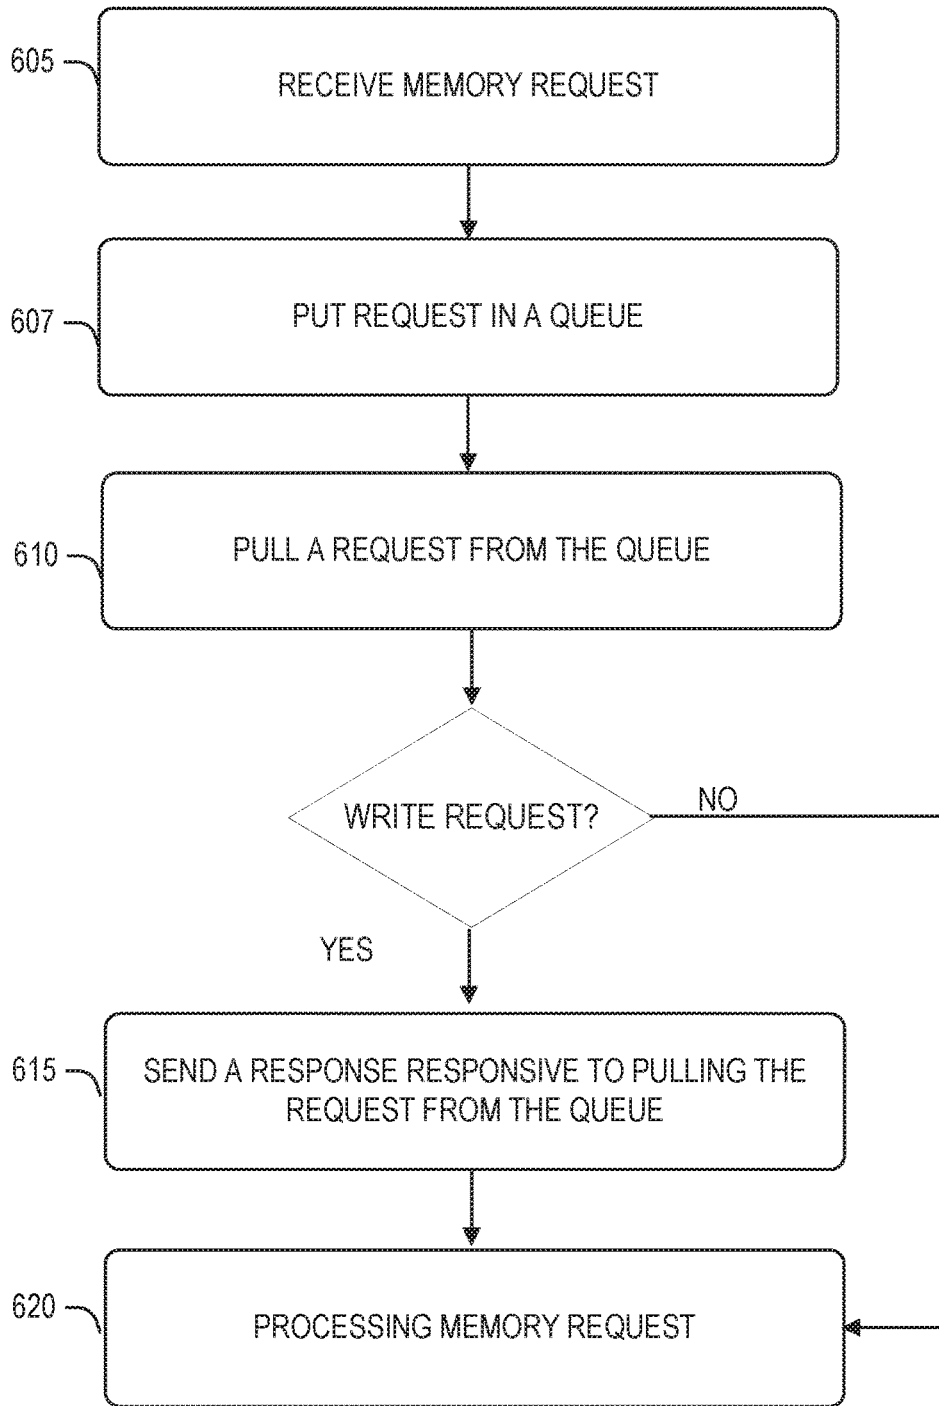 605
RECEIVE MEMORY REQUEST
607
PUT REQUEST IN A QUEUE
610
PULL A REQUEST FROM THE QUEUE
WRITE REQUEST?
NO
YES
615
SEND A RESPONSE RESPONSIVE TO PULLING THE
REQUEST FROM THE QUEUE
620
PROCESSING MEMORY REQUEST